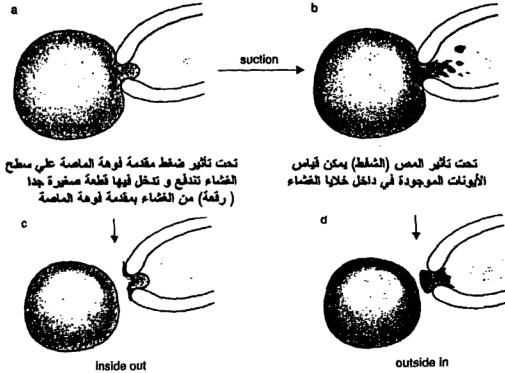 a
b
suction
تحت تأثير ضغط مقدمة فوهة الماصة علي سطح
الغشاء تندفع و تدخل فيها قطعة صغيرة جدا
( رقعة) من الغشاء بمقدمة فوهة الماصة
تحت تأثير المص (الشفط) يمكن قياس
الأيونات الموجودة في داخل خلايا الغشاء
c
d
inside out
outside in